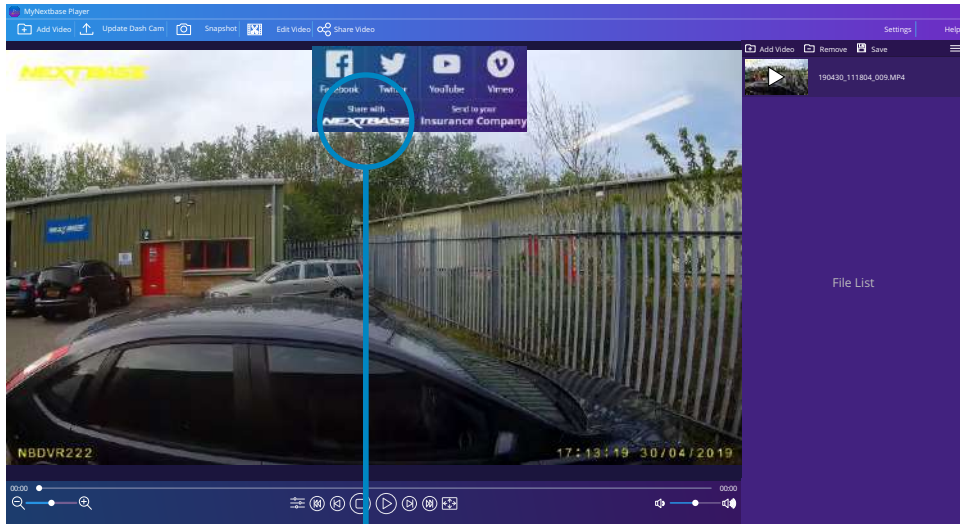 MyNextbase Player
Add Video Update Dash Cam Snapshot Edit Video Share Video Settings Help
Add Video Remove Save
190430_111804_009.MP4
Facebook Twitter YouTube Vimeo
Share with
NEXTBASE
Send to your
Insurance Company
NEXTBASE
NEXTBASE
2
File List
NBDVR222 17:13:19 30/04/2019
00:00 00:00